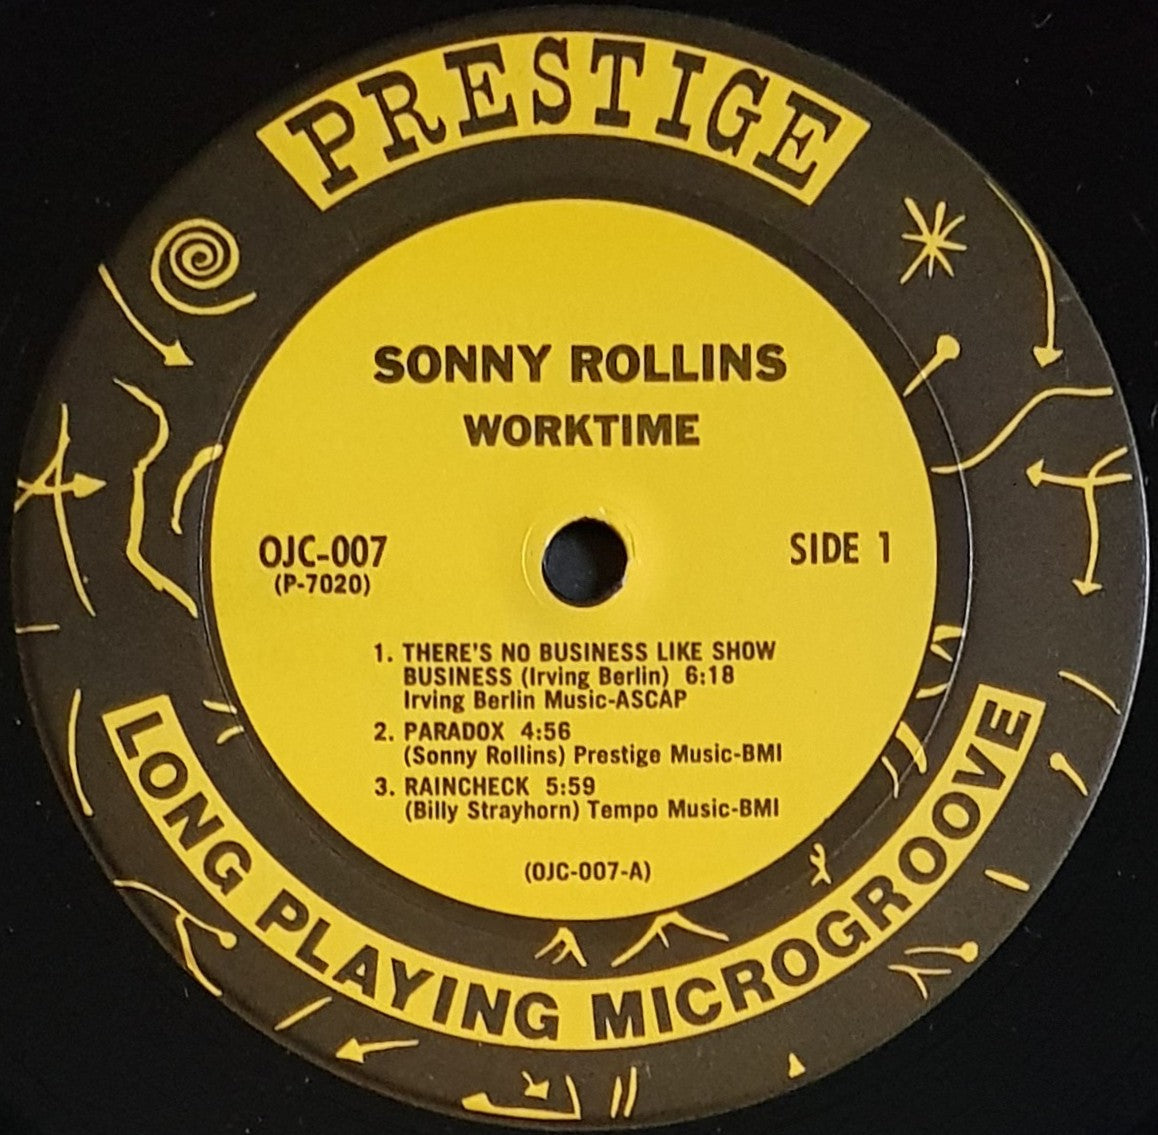 PRESTIGE
SONNY ROLLINS
WORKTIME
OJC-007
(P-7020)
SIDE 1
1. THERE'S NO BUSINESS LIKE SHOW
BUSINESS (Irving Berlin) 6:18
Irving Berlin Music-ASCAP
2. PARADOX 4:56
(Sonny Rollins) Prestige Music-BMI
3. RAINCHECK 5:59
(Billy Strayhorn) Tempo Music-BMI
(OJC-007-A)
LONG PLAYING MICROGROOVE